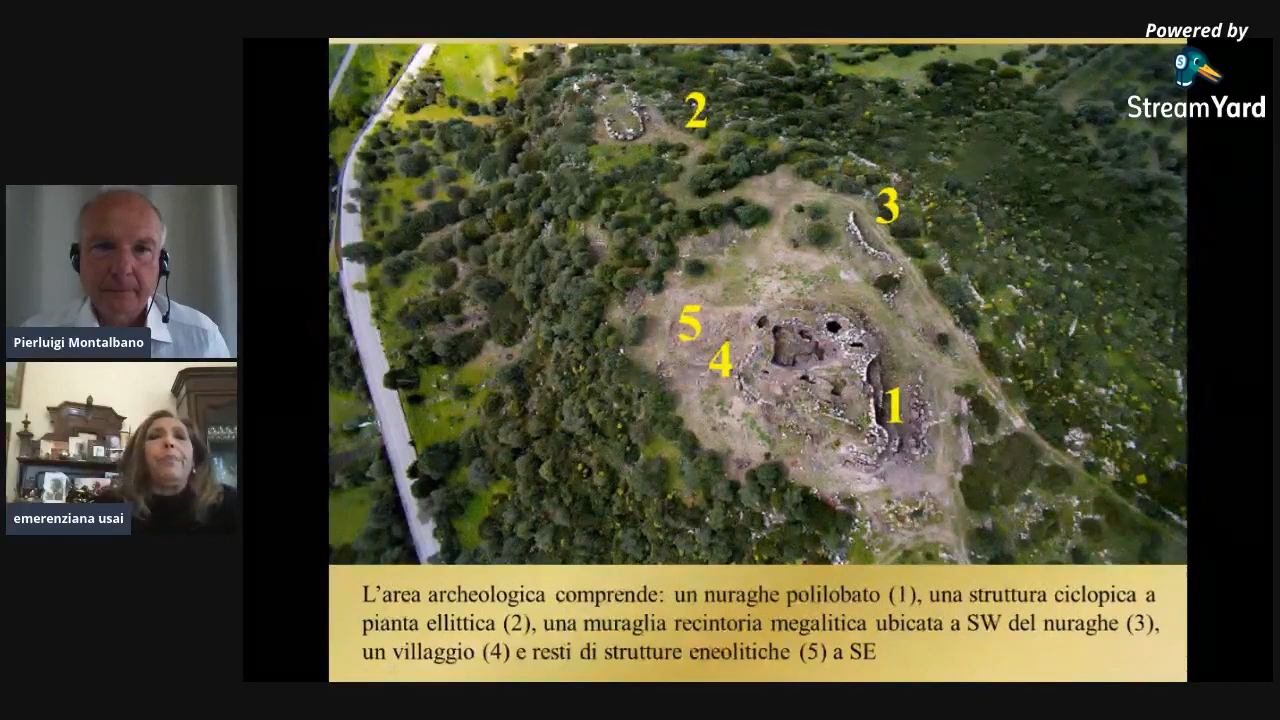 Powered by
StreamYard
2
3
5
4
1
Pierluigi Montalbano
emerenziana usai
L'area archeologica comprende: un nuraghe polilobato (1), una struttura ciclopica a
pianta ellittica (2), una muraglia recintoria megalitica ubicata a SW del nuraghe (3),
un villaggio (4) e resti di strutture eneolitiche (5) a SE